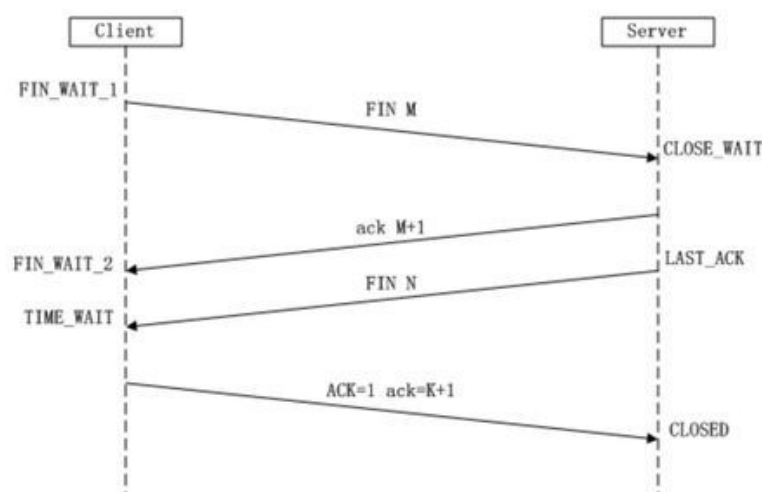 Client
Server
FIN_WAIT_1
FIN M
CLOSE_WAIT
ack M+1
FIN_WAIT_2
LAST_ACK
FIN N
TIME_WAIT
ACK=1 ack=K+1
CLOSED